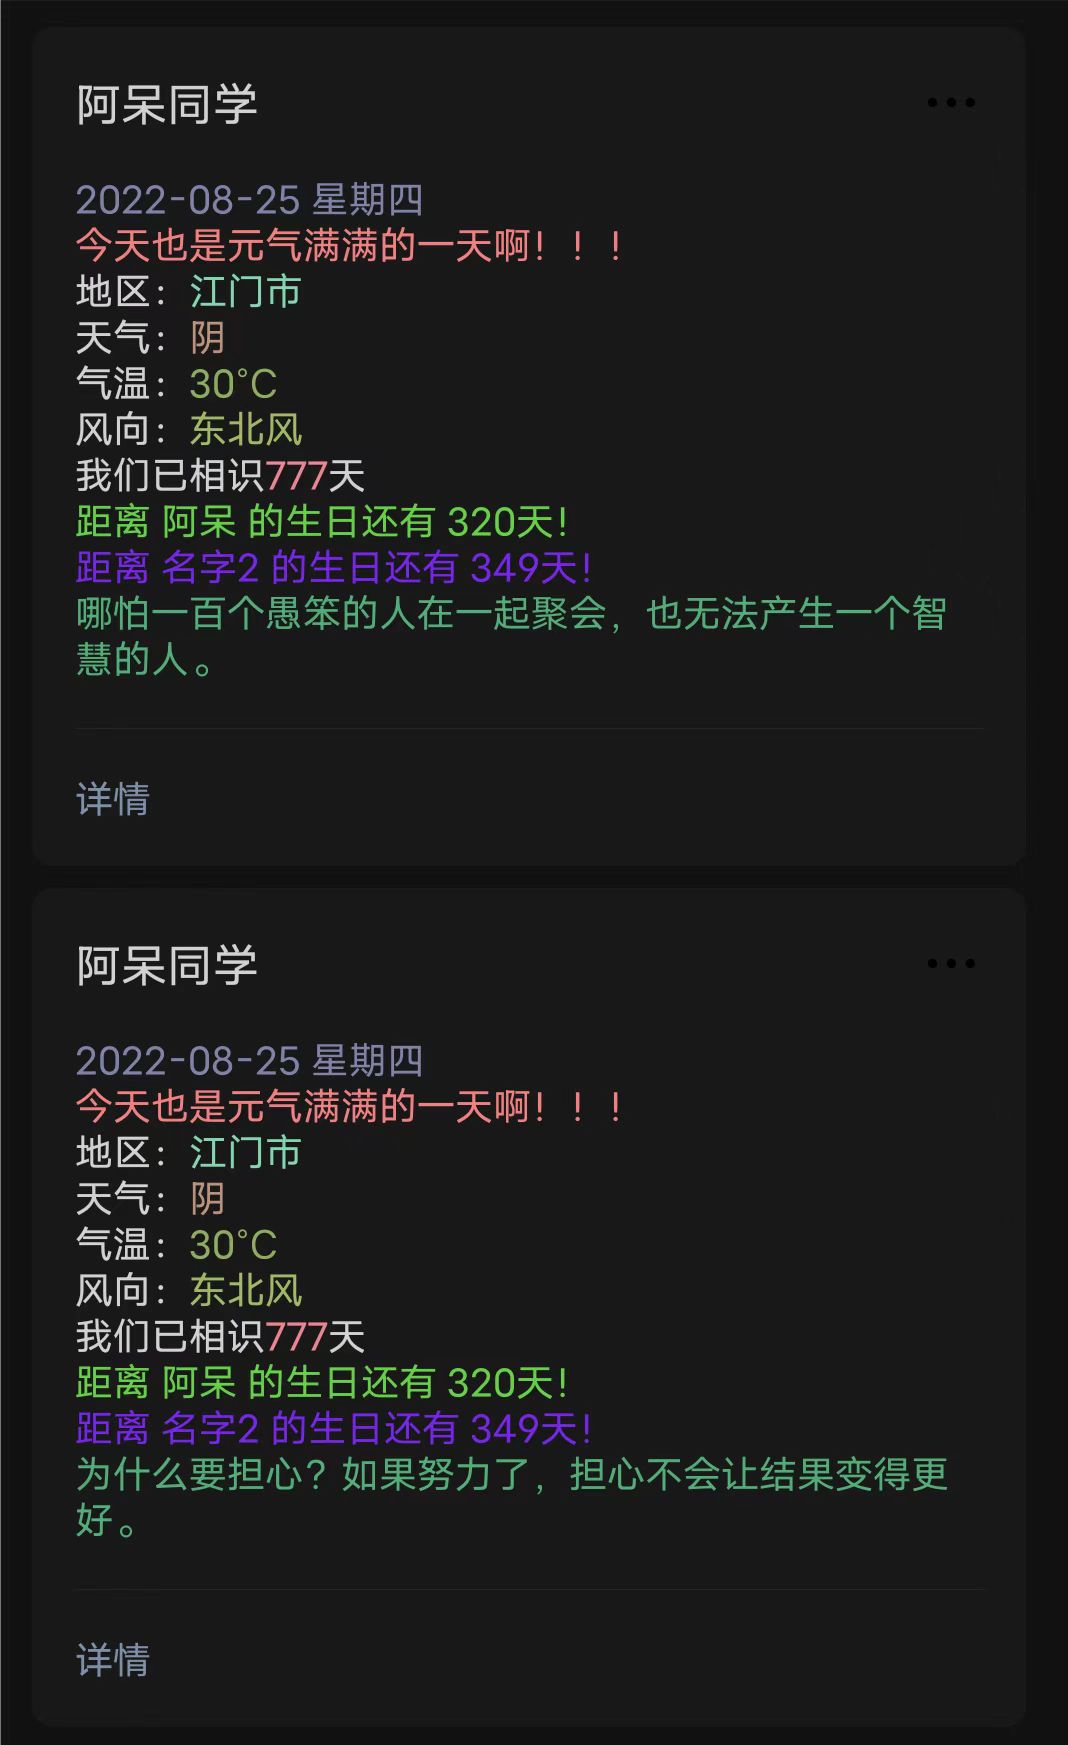 阿呆同学
2022-08-25 星期四
今天也是元气满满的一天啊！！！
地区：江门市
天气：阴
气温：30°C
风向：东北风
我们已相识777天
距离 阿呆 的生日还有 320天！
距离 名字2 的生日还有 349天！
哪怕一百个愚笨的人在一起聚会，也无法产生一个智
慧的人。
详情
阿呆同学
2022-08-25 星期四
今天也是元气满满的一天啊！！！
地区：江门市
天气：阴
气温：30°C
风向：东北风
我们已相识777天
距离 阿呆 的生日还有 320天！
距离 名字2 的生日还有 349天！
为什么要担心？如果努力了，担心不会让结果变得更
好。
详情